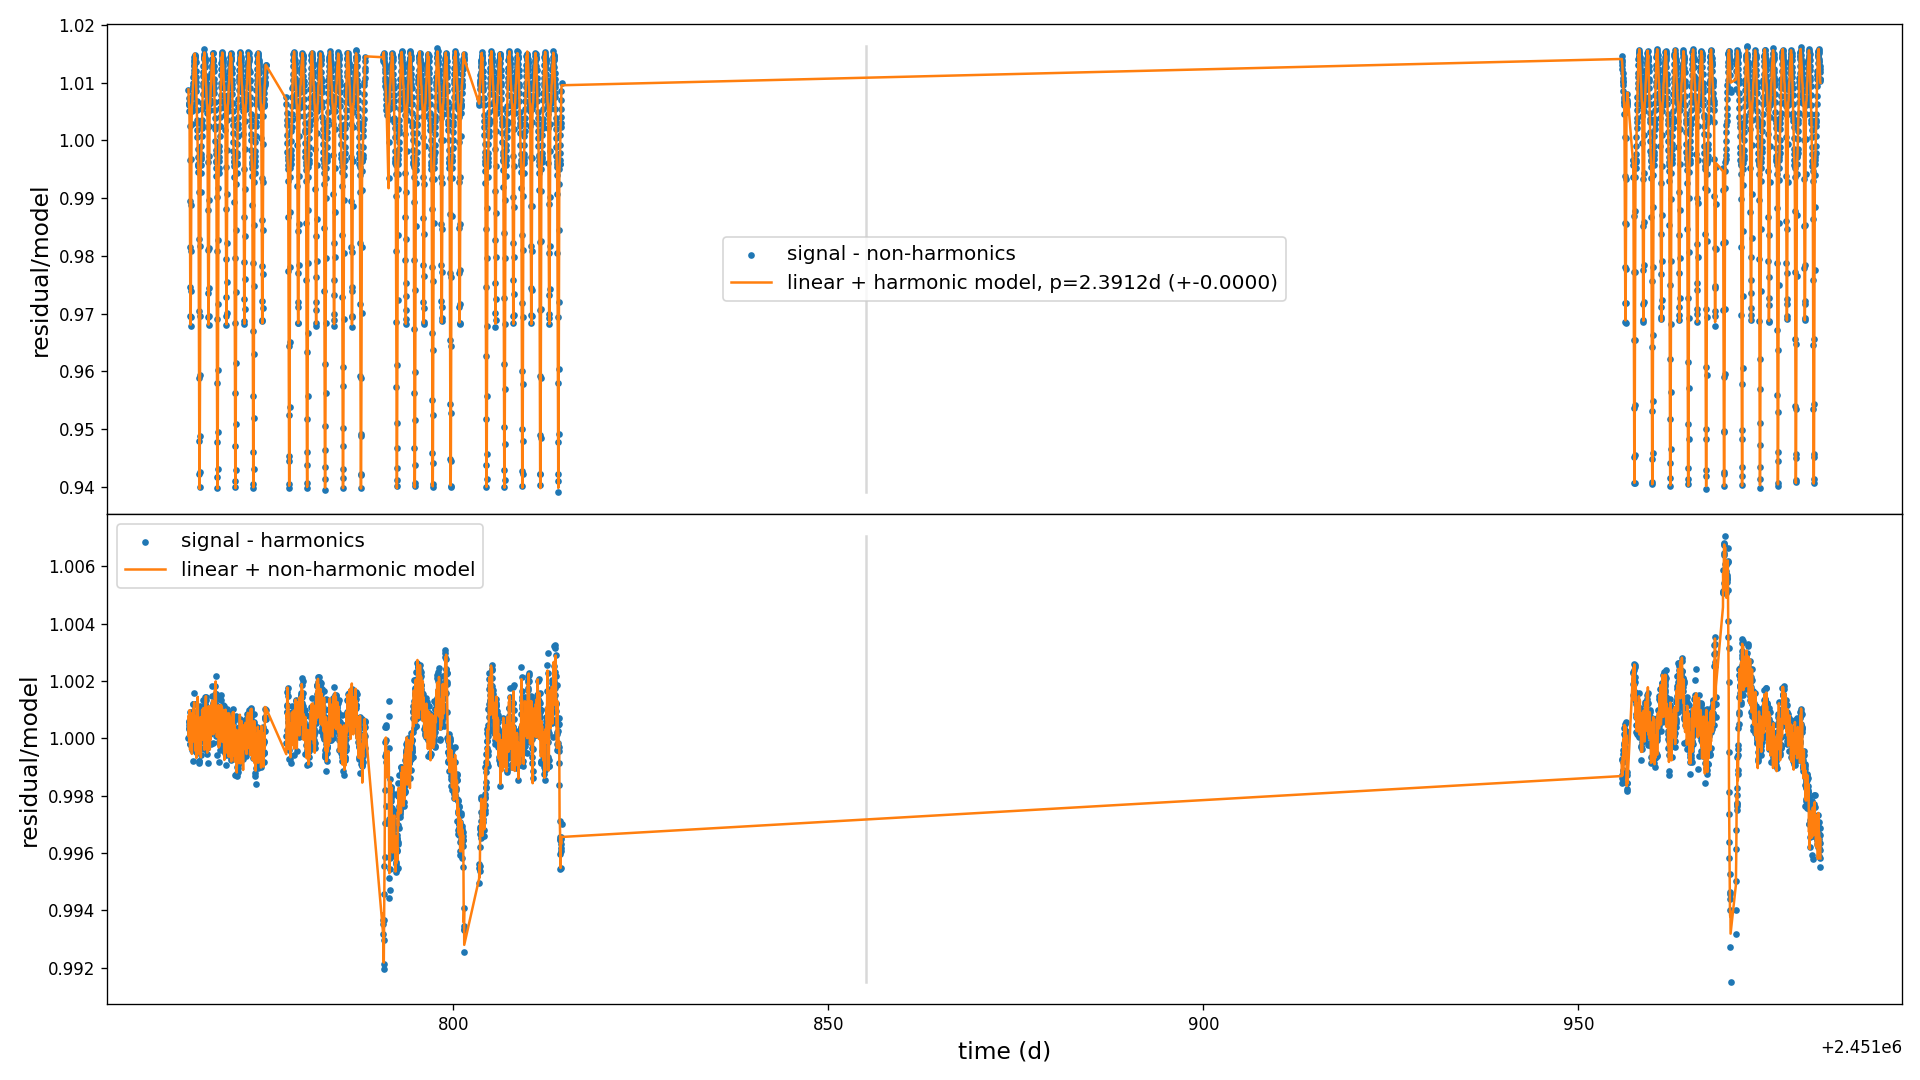 1.02
1.01
1.00
0.99
0.98
0.97
0.96
0.95
0.94
residual/model
signal - non-harmonics
linear + harmonic model, p=2.3912d (+-0.0000)
signal - harmonics
linear + non-harmonic model
1.006
1.004
1.002
1.000
0.998
0.996
0.994
0.992
residual/model
800
850
900
950
time (d)
+2.451e6